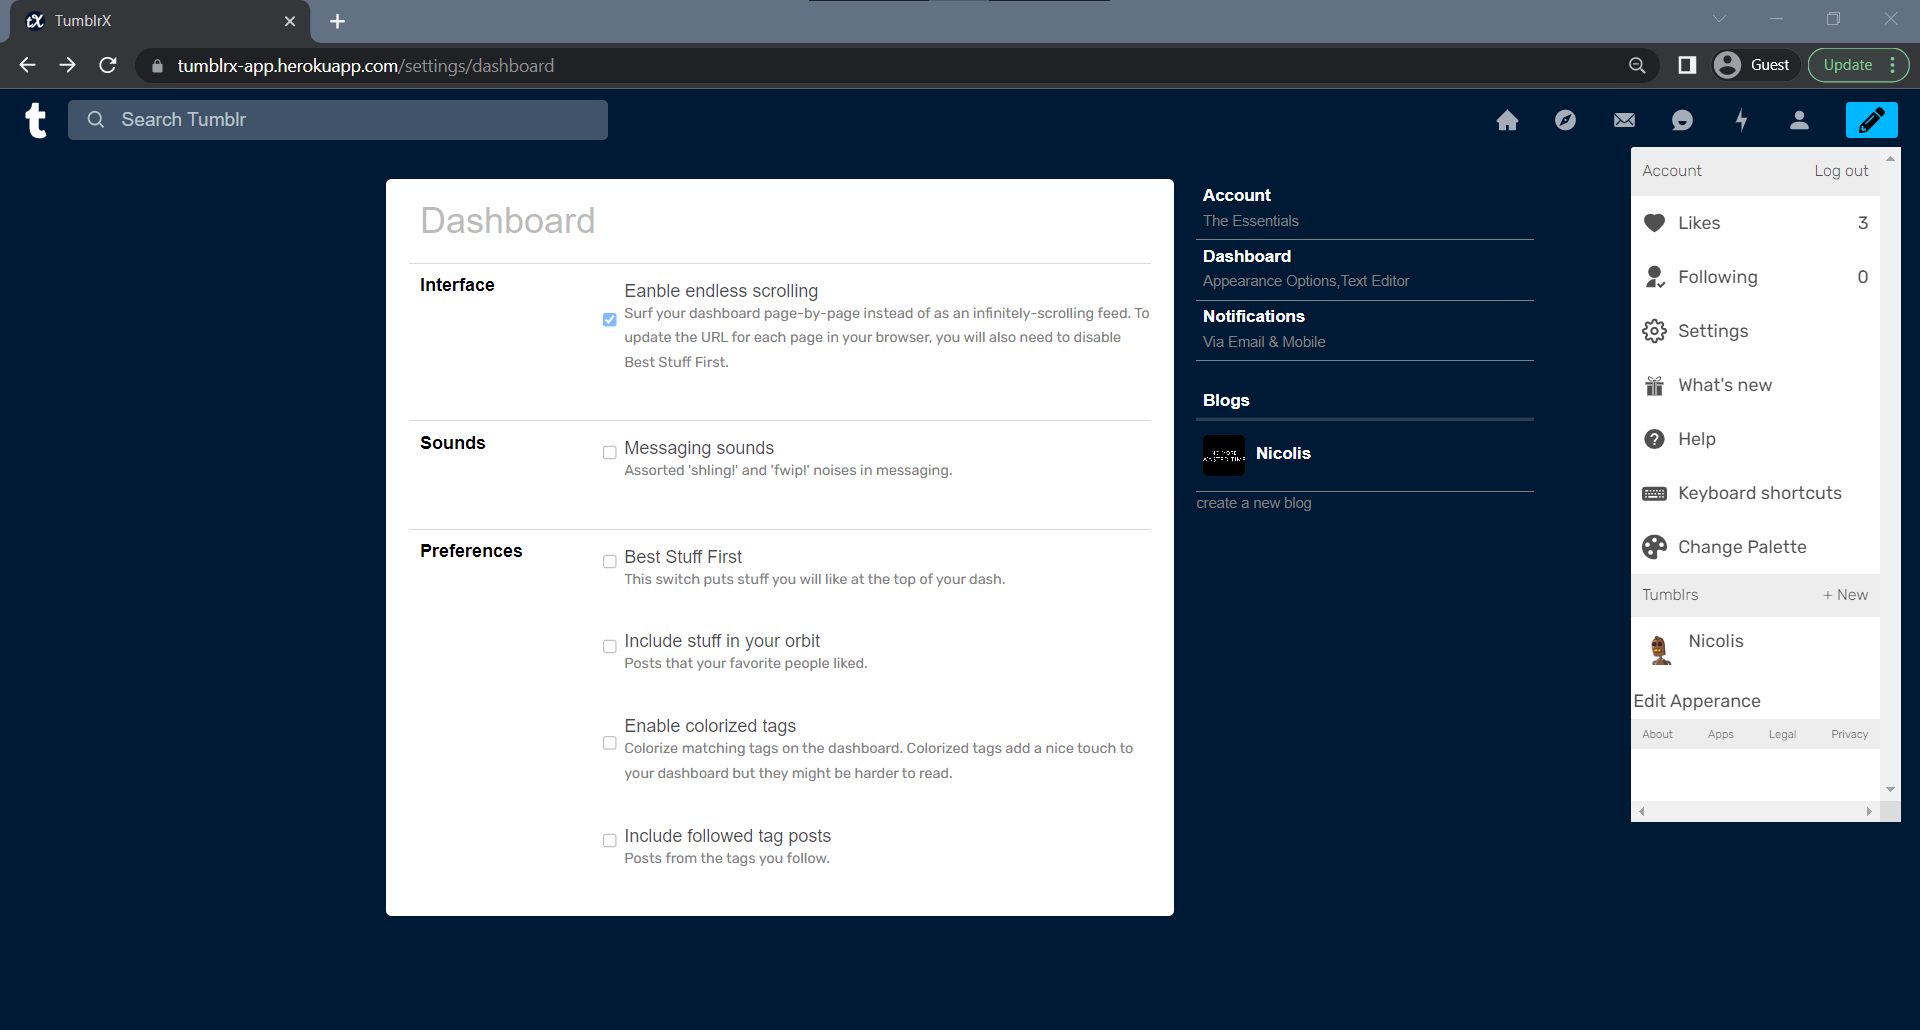 TumblrX
tumblrx-app.herokuapp.com/settings/dashboard
Guest
Update
Search Tumblr
Dashboard
Interface
Eanble endless scrolling
Surf your dashboard page-by-page instead of as an infinitely-scrolling feed. To
update the URL for each page in your browser, you will also need to disable
Best Stuff First.
Sounds
Messaging sounds
Assorted 'shling!' and 'fwip!' noises in messaging.
Preferences
Best Stuff First
This switch puts stuff you will like at the top of your dash.
Include stuff in your orbit
Posts that your favorite people liked.
Enable colorized tags
Colorize matching tags on the dashboard. Colorized tags add a nice touch to
your dashboard but they might be harder to read.
Include followed tag posts
Posts from the tags you follow.
Account
The Essentials
Dashboard
Appearance Options,Text Editor
Notifications
Via Email & Mobile
Blogs
NO MORE
WASTED TIME
Nicolis
create a new blog
Account Log out
Likes 3
Following 0
Settings
What's new
Help
Keyboard shortcuts
Change Palette
Tumblrs + New
Nicolis
Edit Apperance
About Apps Legal Privacy